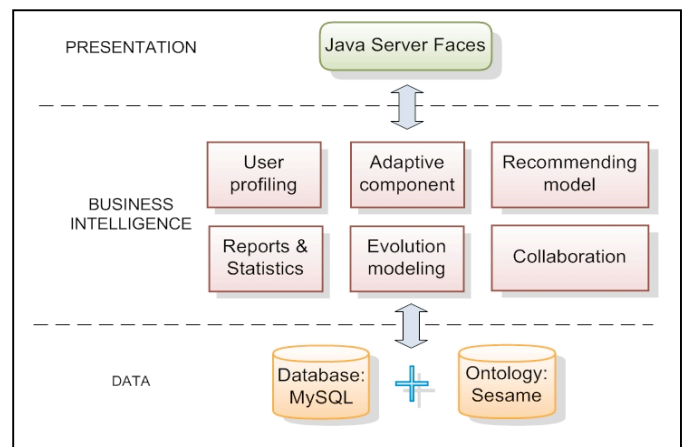 PRESENTATION
Java Server Faces
BUSINESS
INTELLIGENCE
User
profiling
Adaptive
component
Recommending
model
Reports &
Statistics
Evolution
modeling
Collaboration
DATA
Database:
MySQL
Ontology:
Sesame